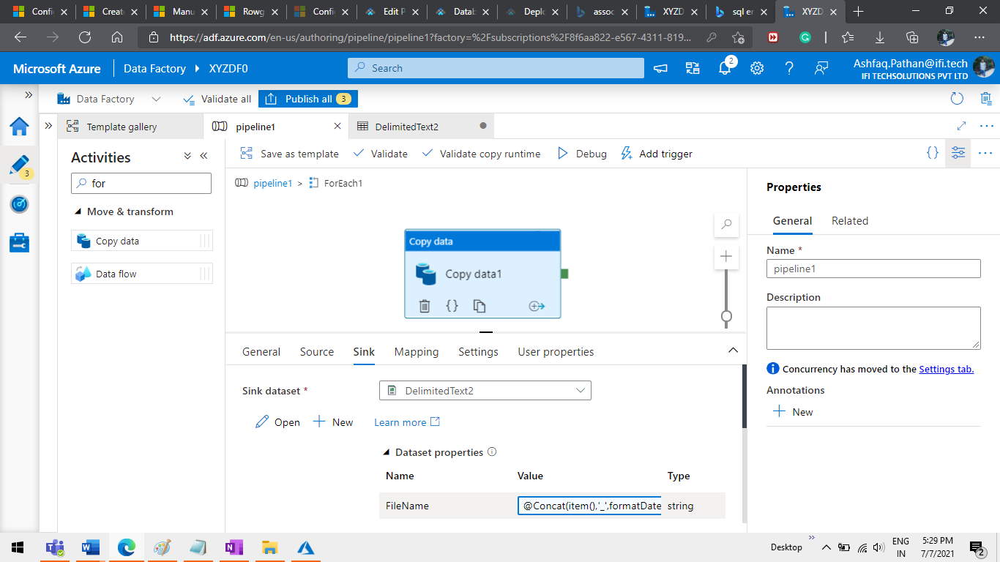 Config
Create
Manu
Rowg
Config
Edit P
Datab
Deplo
assoc
XYZD
sql er
XYZD
https://adf.azure.com/en-us/authoring/pipeline/pipeline1?factory=%2Fsubscriptions%2F8f6aa822-e567-4311-819...
Microsoft Azure
Data Factory
XYZDF0
Search
2
Ashfaq.Pathan@ifi.tech
IFI TECHSOLUTIONS PVT LTD
Data Factory
Validate all
Publish all
3
Template gallery
pipeline1
DelimitedText2
Activities
Save as template
Validate
Validate copy runtime
Debug
Add trigger
3
for
pipeline1 > ForEach1
Properties
Move & transform
General
Related
Copy data
Data flow
Copy data
Copy data1
Name *
pipeline1
Description
General
Source
Sink
Mapping
Settings
User properties
Concurrency has moved to the Settings tab.
Sink dataset *
DelimitedText2
Annotations
New
Open
New
Learn more
Dataset properties
Name
Value
Type
FileName
@Concat(item(),'_',formatDate
string
Desktop
ENG
IN
5:29 PM
7/7/2021
2